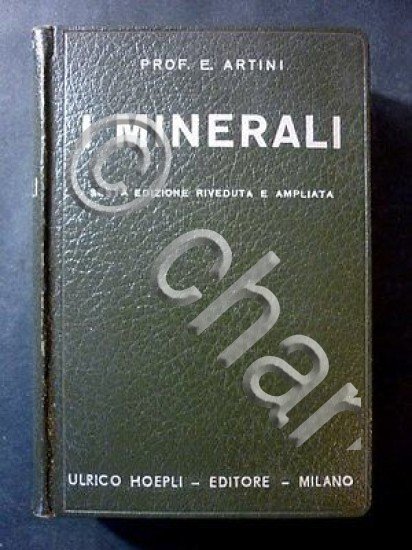 PROF. E. ARTINI
I MINERALI
EDIZIONE RIVEDUTA E AMPLIATA
ULRICO HOEPLI - EDITORE - MILANO
© char